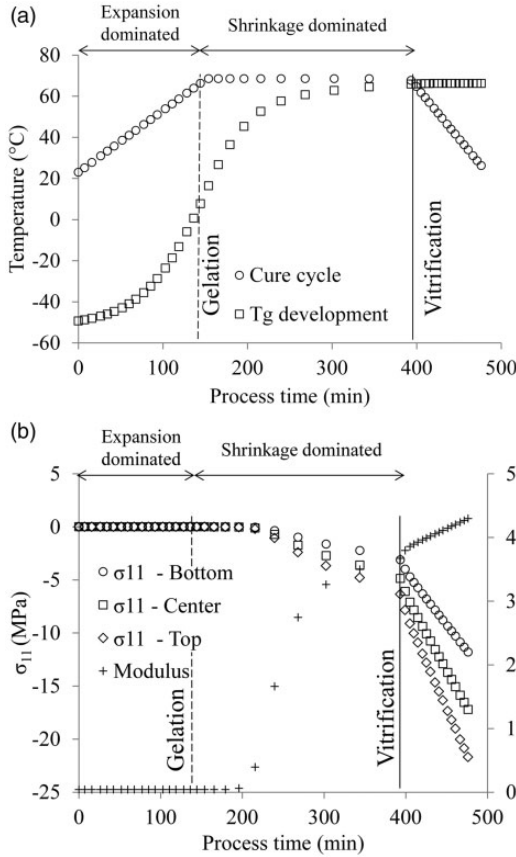 (a)
Expansion
dominated
Shrinkage dominated
80
60
40
20
0
-20
-40
-60
Temperature (°C)
Gelation
Vitrification
Cure cycle
Tg development
0 100 200 300 400 500
Process time (min)
(b)
Expansion
dominated
Shrinkage dominated
5
0
-5
-10
-15
-20
-25
σ11 (MPa)
σ11 - Bottom
σ11 - Center
σ11 - Top
Modulus
Gelation
Vitrification
5
4
3
2
1
0
0 100 200 300 400 500
Process time (min)